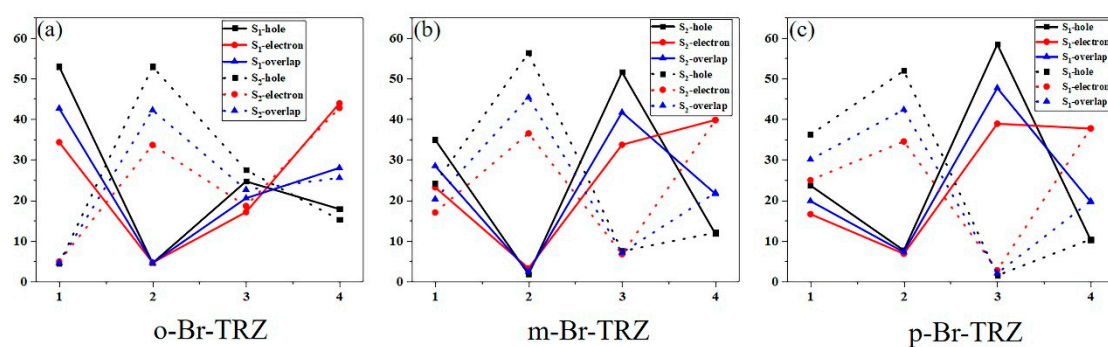 (a)
S1-hole
S1-electron
S1-overlap
S2-hole
S2-electron
S2-overlap
60
50
40
30
20
10
0
1 2 3 4
o-Br-TRZ
(b)
S2-hole
S2-electron
S2-overlap
S2-hole
S2-electron
S2-overlap
60
50
40
30
20
10
0
1 2 3 4
m-Br-TRZ
(c)
S1-hole
S1-electron
S1-overlap
S1-hole
S1-electron
S1-overlap
60
50
40
30
20
10
0
1 2 3 4
p-Br-TRZ